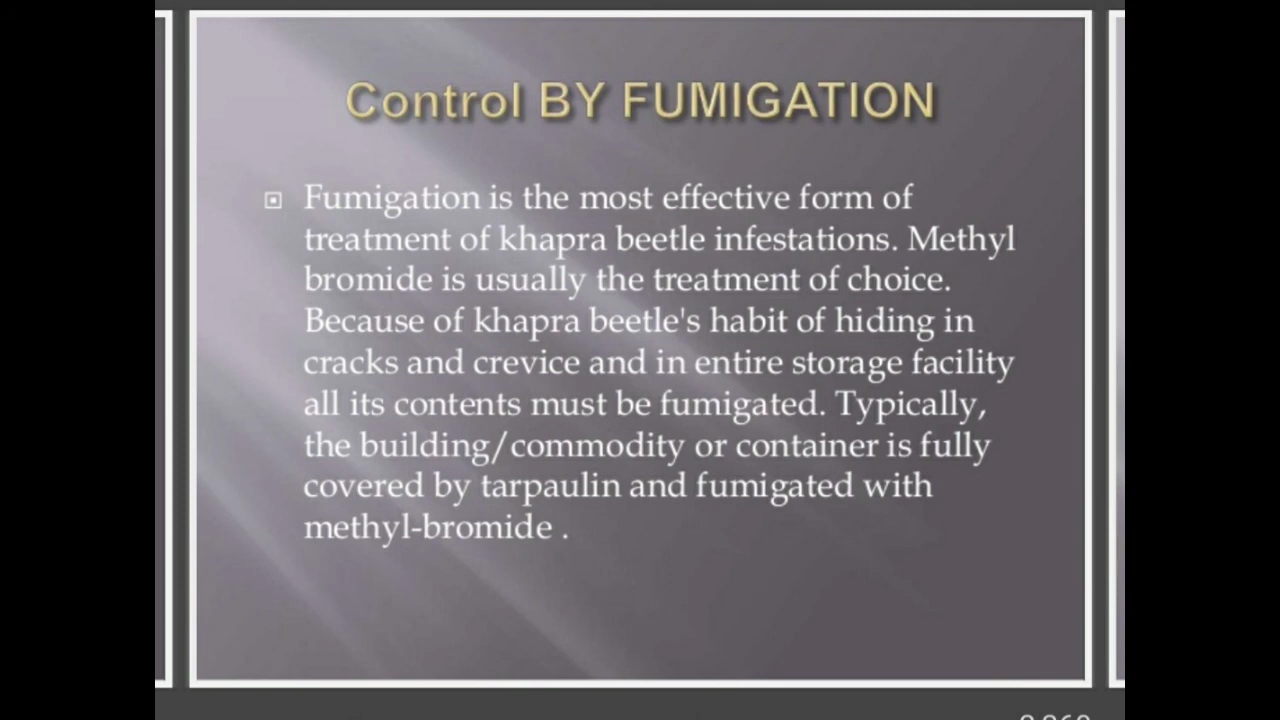 Control BY FUMIGATION
Fumigation is the most effective form of
treatment of khapra beetle infestations. Methyl
bromide is usually the treatment of choice.
Because of khapra beetle's habit of hiding in
cracks and crevice and in entire storage facility
all its contents must be fumigated. Typically,
the building/commodity or container is fully
covered by tarpaulin and fumigated with
methyl-bromide .